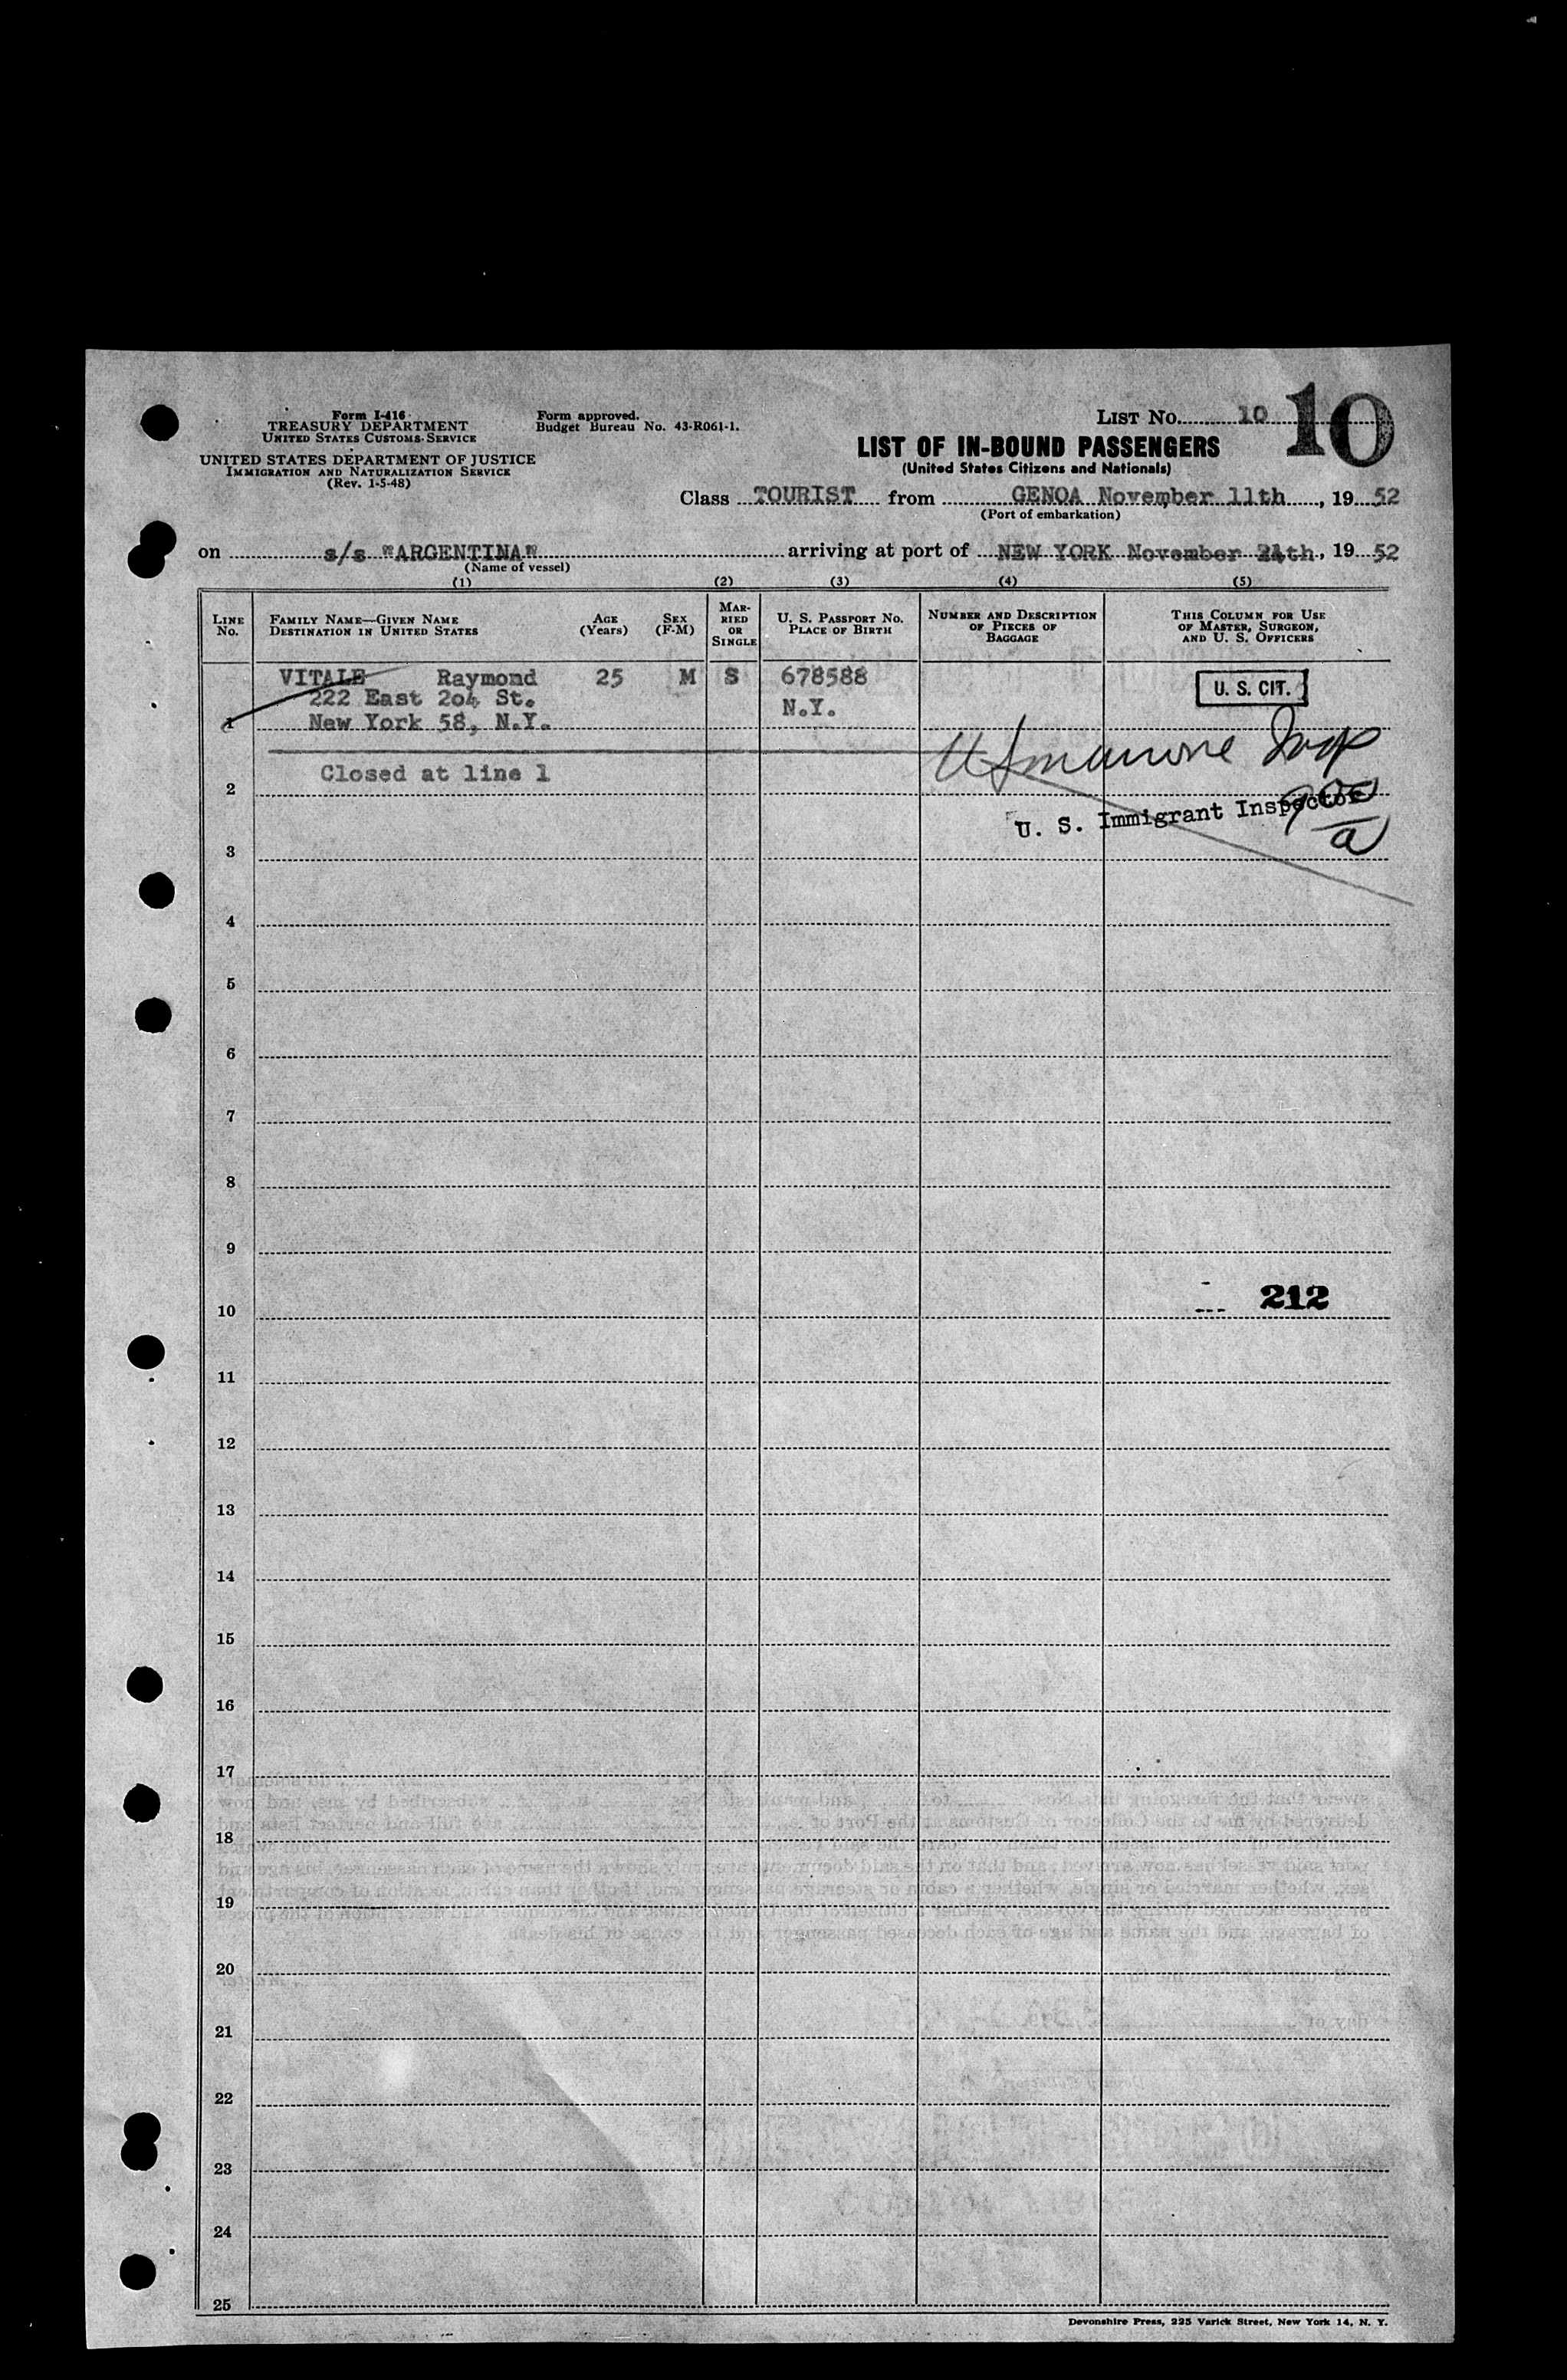 Form I-416
TREASURY DEPARTMENT
UNITED STATES CUSTOMS SERVICE
UNITED STATES DEPARTMENT OF JUSTICE
IMMIGRATION AND NATURALIZATION SERVICE
(Rev. 1-5-48)
Form approved.
Budget Bureau No. 43-R061-1.
LIST No. 10
10
LIST OF IN-BOUND PASSENGERS
(United States Citizens and Nationals)
Class TOURIST from GENOA November 11th, 1952
(Port of embarkation)
on s/s "ARGENTINA" arriving at port of NEW YORK November 24th, 1952
(Name of vessel)
(1) (2) (3) (4) (5)
LINE No.
FAMILY NAME—GIVEN NAME
DESTINATION IN UNITED STATES
AGE (Years)
SEX (F-M)
MARRIED OR SINGLE
U. S. PASSPORT No.
PLACE OF BIRTH
NUMBER AND DESCRIPTION OF PIECES OF BAGGAGE
THIS COLUMN FOR USE OF MASTER, SURGEON, AND U. S. OFFICERS
VITALE Raymond 25 M S 678588 U. S. CIT.
222 East 204 St. N.Y.
1 New York 58, N.Y.
Closed at line 1
2
U. S. Immigrant Inspector
3
4
5
6
7
8
9
212
10
11
12
13
14
15
16
17
18
19
20
21
22
23
24
25
Devonshire Press, 225 Varick Street, New York 14, N. Y.